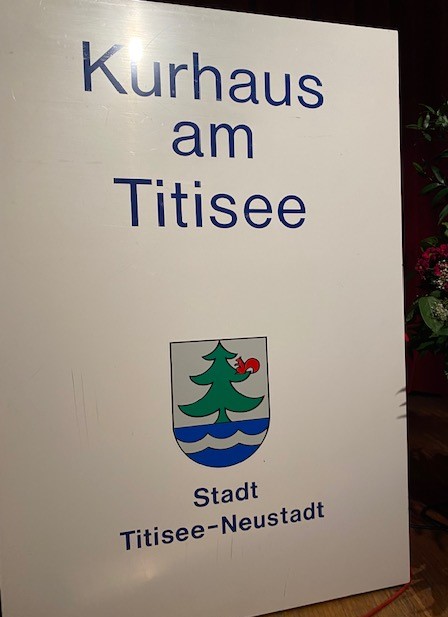 Kurhaus
am
Titisee
Stadt
Titisee-Neustadt